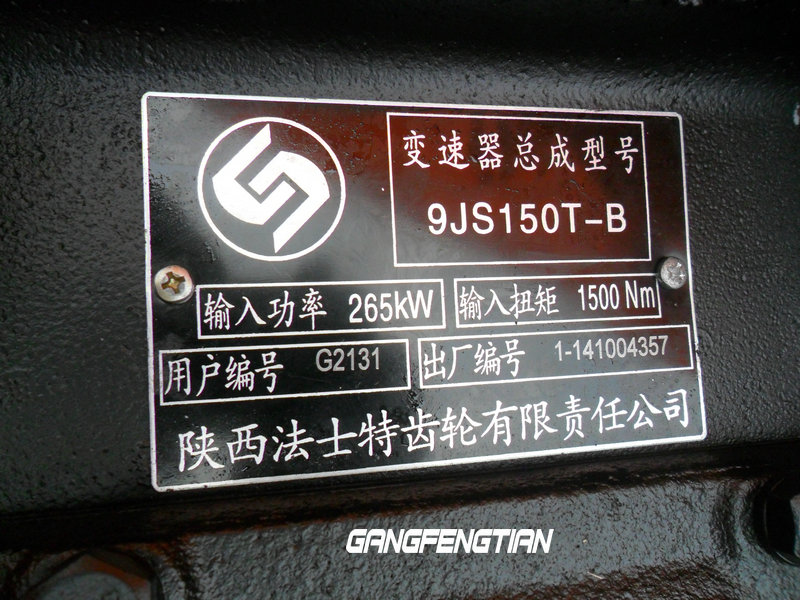 变速器总成型号
9JS150T-B
输入功率 265kW
输入扭矩 1500 Nm
用户编号 G2131
出厂编号 1-141004357
陕西法士特齿轮有限责任公司
GANGFENGTIAN